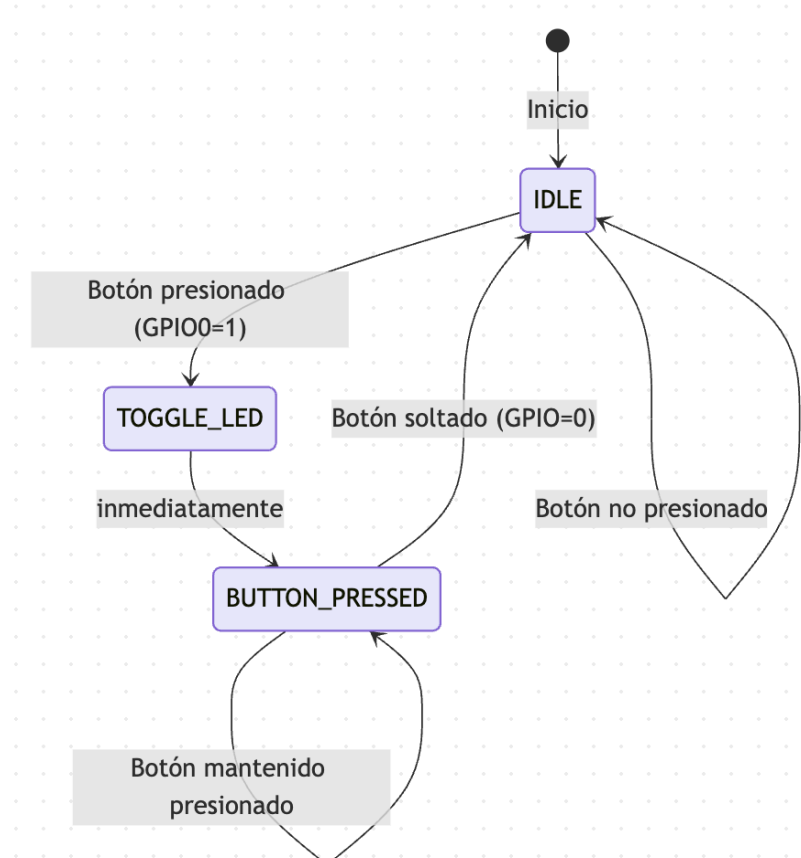 Inicio
IDLE
Botón presionado
(GPIO0=1)
TOGGLE_LED
Botón soltado (GPIO=0)
inmediatamente
Botón no presionado
BUTTON_PRESSED
Botón mantenido
presionado